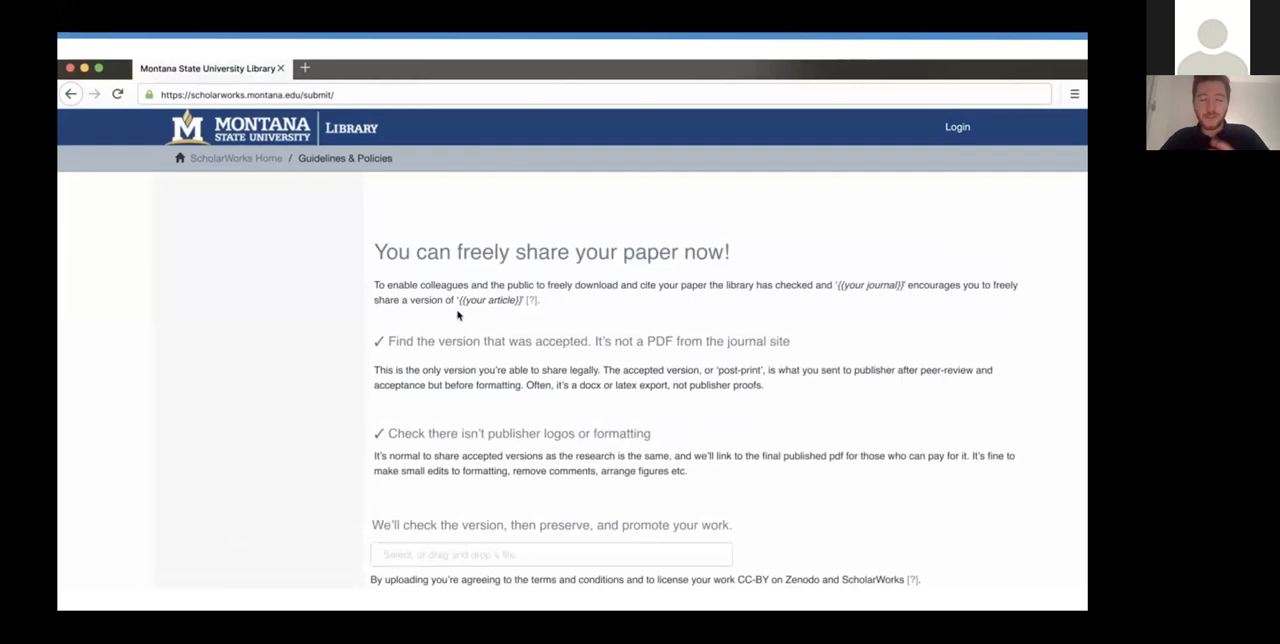 Montana State University Library
https://scholarworks.montana.edu/submit/
M MONTANA STATE UNIVERSITY LIBRARY
Login
ScholarWorks Home / Guidelines & Policies
You can freely share your paper now!
To enable colleagues and the public to freely download and cite your paper the library has checked and '{{your journal}}' encourages you to freely
share a version of '{{your article}}' [?].
✓ Find the version that was accepted. It's not a PDF from the journal site
This is the only version you're able to share legally. The accepted version, or 'post-print', is what you sent to publisher after peer-review and
acceptance but before formatting. Often, it's a docx or latex export, not publisher proofs.
✓ Check there isn't publisher logos or formatting
It's normal to share accepted versions as the research is the same, and we'll link to the final published pdf for those who can pay for it. It's fine to
make small edits to formatting, remove comments, arrange figures etc.
We'll check the version, then preserve, and promote your work.
Select, or drag and drop a file
By uploading you're agreeing to the terms and conditions and to license your work CC-BY on Zenodo and ScholarWorks [?].